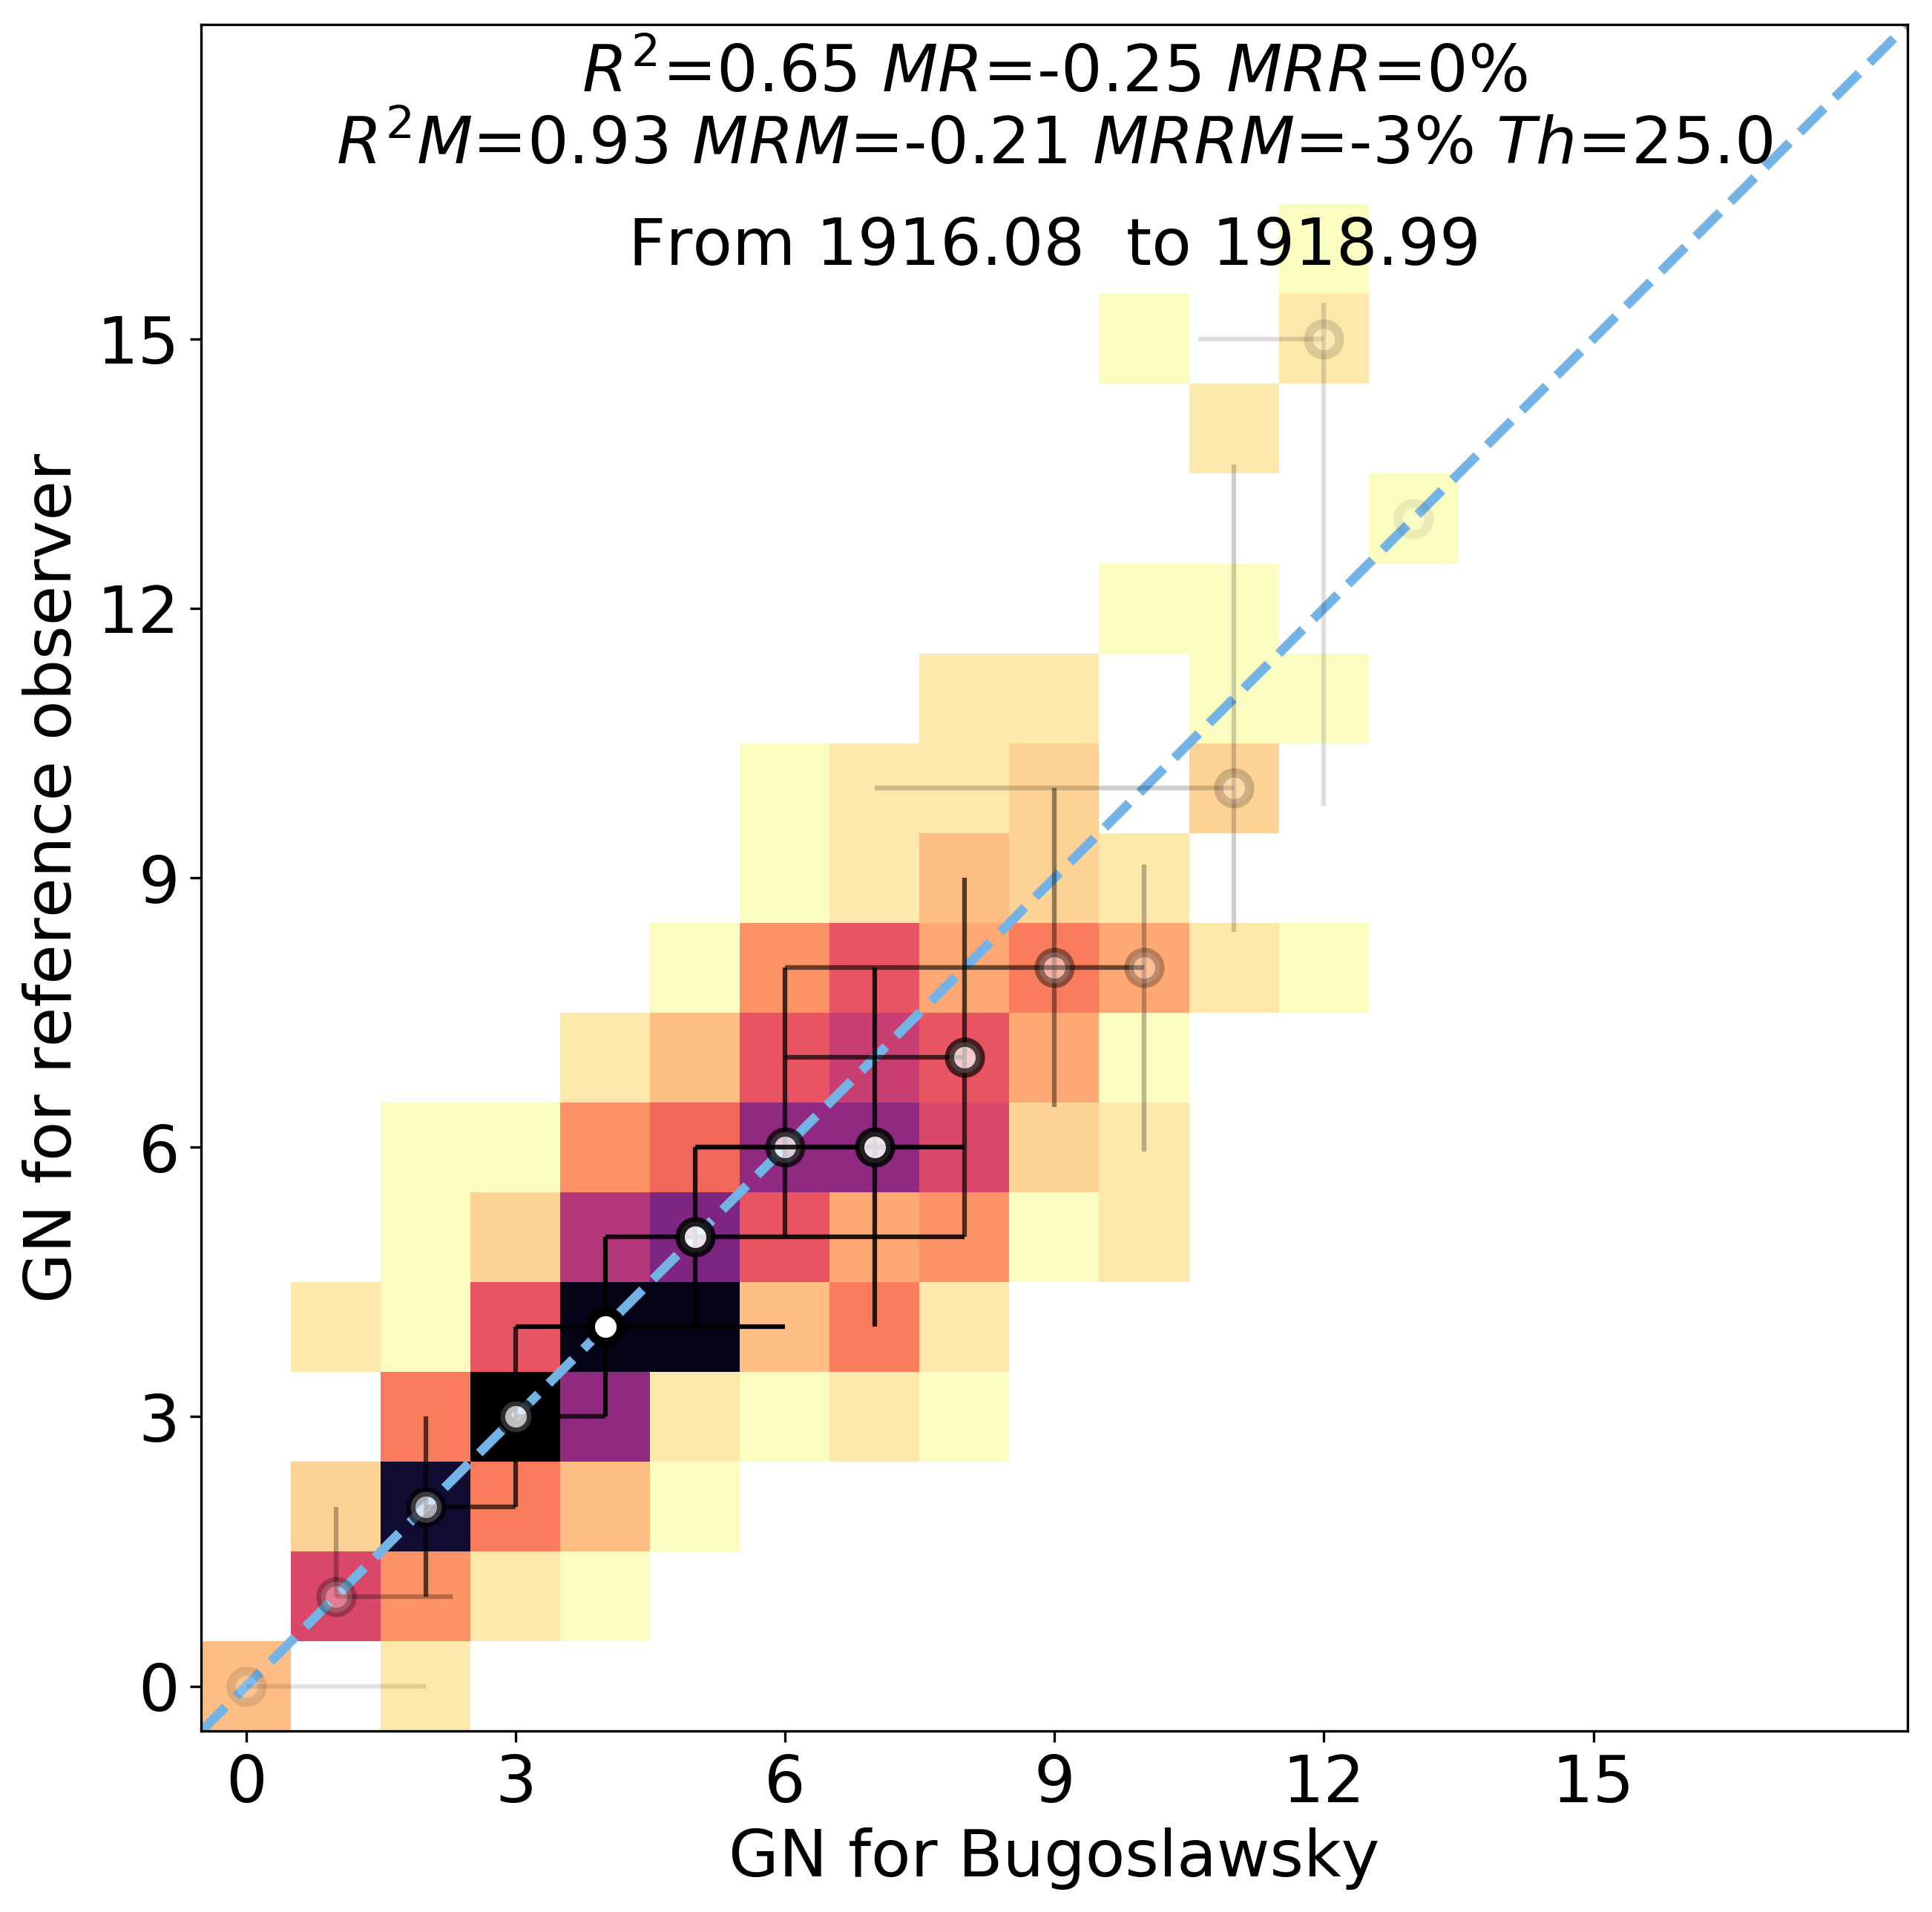 R²=0.65 MR=-0.25 MRR=0%
R²M=0.93 MRM=-0.21 MRRM=-3% Th=25.0
From 1916.08 to 1918.99
GN for reference observer
15
12
9
6
3
0
0 3 6 9 12 15
GN for Bugoslawsky